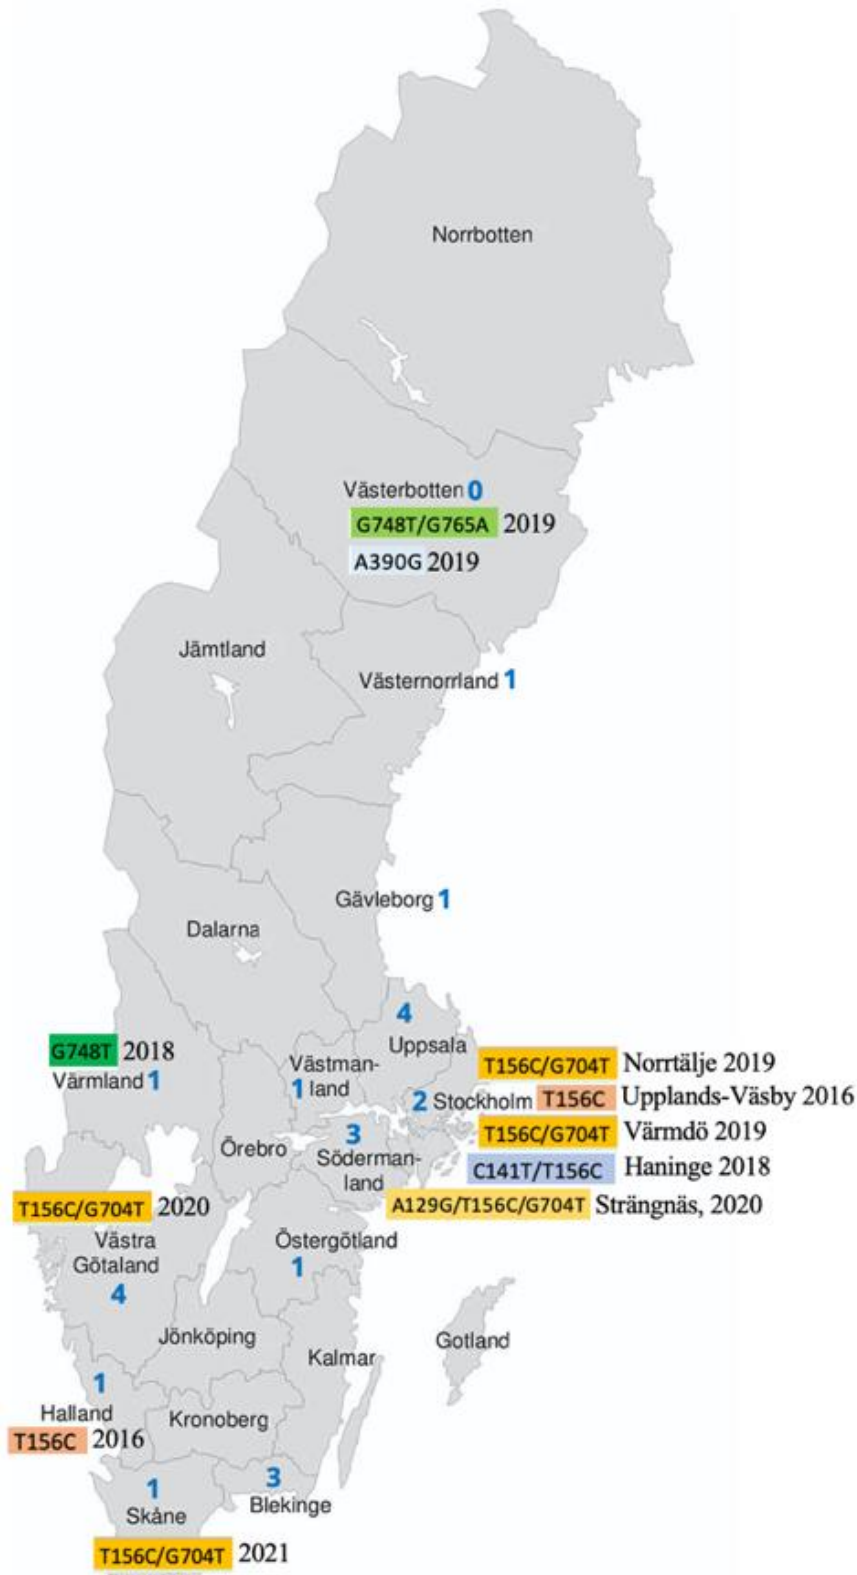 Norrbotten
Västerbotten 0
G748T/G765A 2019
A390G 2019
Jämtland
Västernorrland 1
Gävleborg 1
Dalarna
4
Uppsala
G748T 2018
Värmland 1
Västman-
1 land
T156C/G704T Norrtälje 2019
2 Stockholm T156C Upplands-Väsby 2016
T156C/G704T Värmdö 2019
Örebro
3
Söderman-
land
C141T/T156C Haninge 2018
A129G/T156C/G704T Strängnäs, 2020
T156C/G704T 2020
Västra
Götaland
4
Östergötland
1
Jönköping
Kalmar
Gotland
1
Halland
T156C 2016
Kronoberg
1
Skåne
3
Blekinge
T156C/G704T 2021